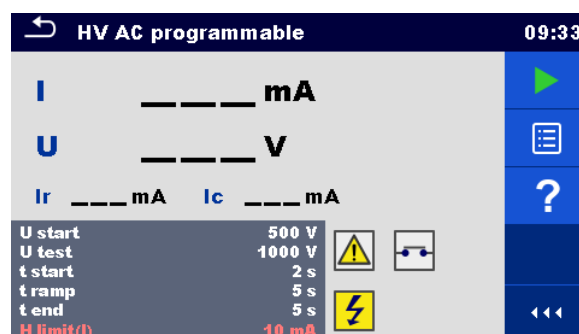 HV AC programmable 09:33
I ___ mA
U ___ V
Ir ___ mA Ic ___ mA
U start 500 V
U test 1000 V
t start 2 s
t ramp 5 s
t end 5 s
H limit(I) 10 mA
?